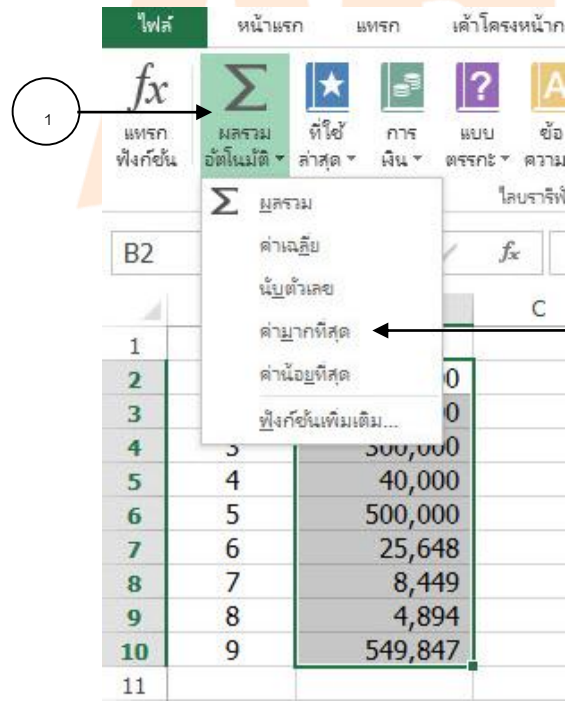 ไฟล์ หน้าแรก แทรก เค้าโครงหน้าก
fx Σ ? A
แทรก ผลรวม ที่ใช้ การ แบบ ข้อ
ฟังก์ชัน อัตโนมัติ ล่าสุด เงิน ตรรกะ ความ
1
Σ ผลรวม
ค่าเฉลี่ย
นับตัวเลข
ค่ามากที่สุด
ค่าน้อยที่สุด
ฟังก์ชันเพิ่มเติม...
B2 fx
C
1
2 00
3 00
4 3 300,000
5 4 40,000
6 5 500,000
7 6 25,648
8 7 8,449
9 8 4,894
10 9 549,847
11